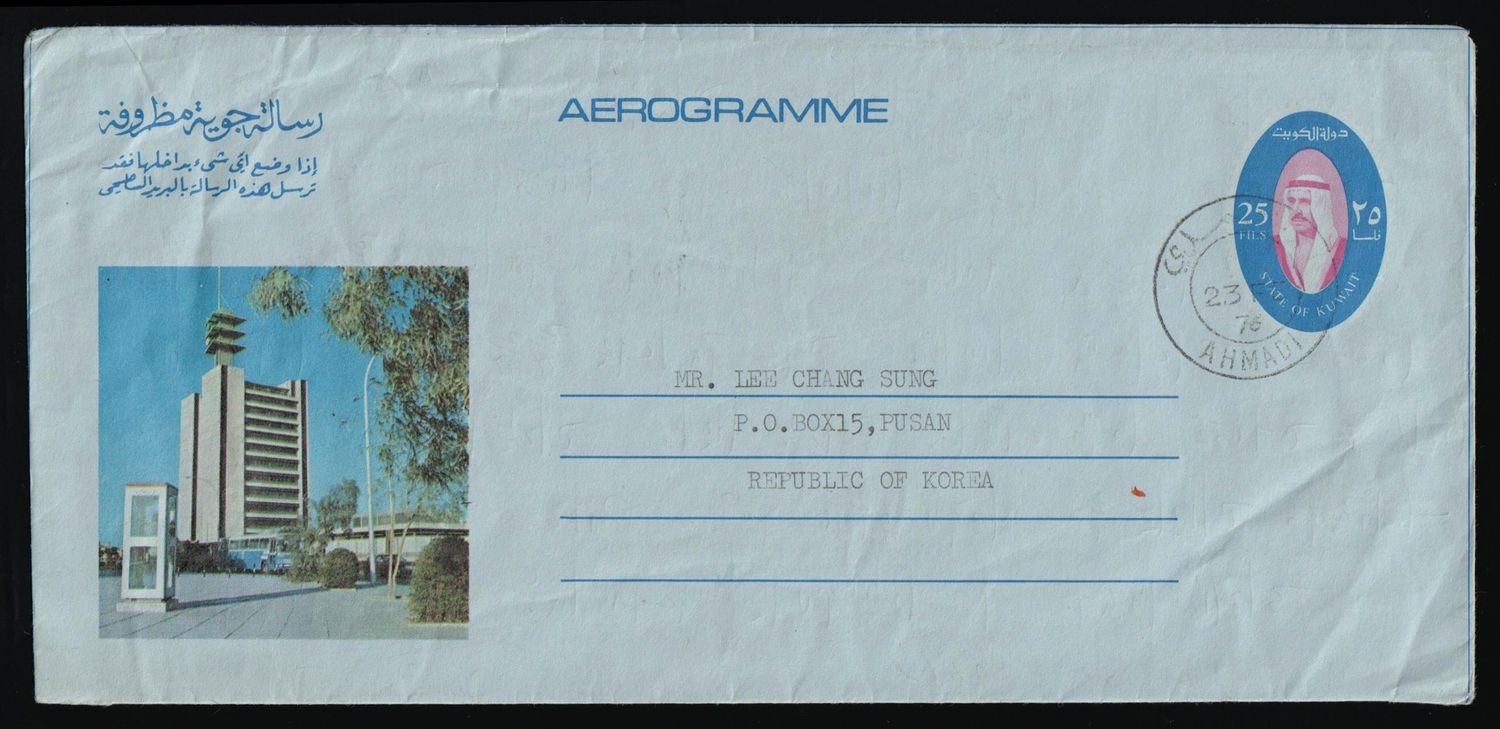 رسالة جوية مظروفة
إذا وضع أي شيء بداخلها فقد
ترسل هذه الرسالة بالبريد السطحي
AEROGRAMME
دولة الكويت
25
FILS
٢٥
فلسا
STATE OF KUWAIT
23
76
AHMADI
MR. LEE CHANG SUNG
P.O.BOX15,PUSAN
REPUBLIC OF KOREA